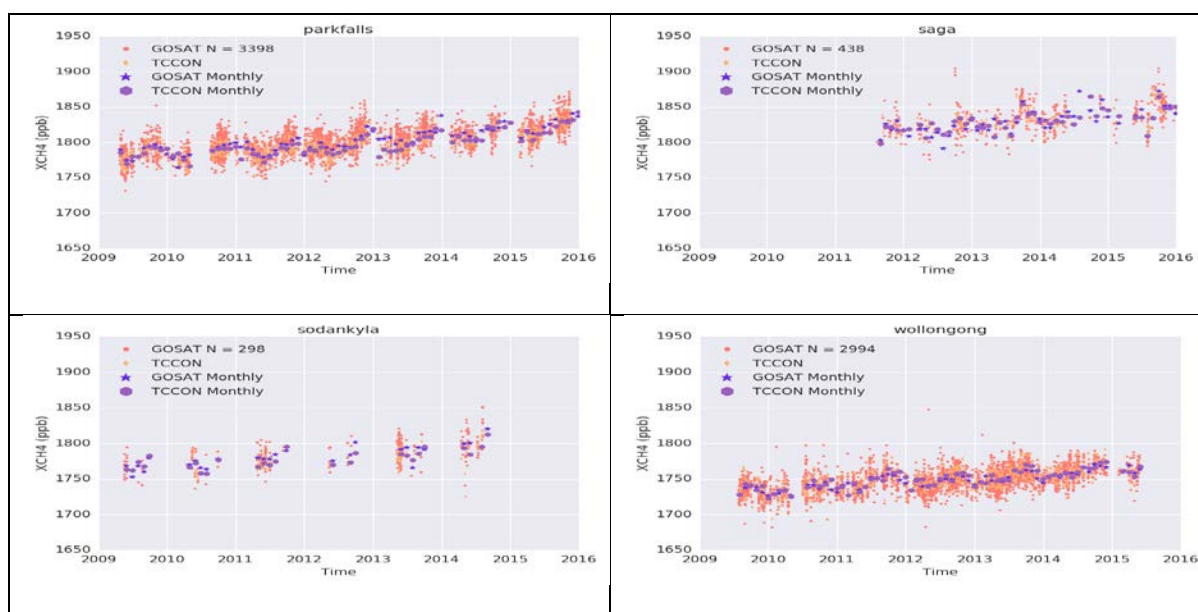 parkfalls
1950
1900
1850
1800
1750
1700
1650
XCH4 (ppb)
GOSAT N = 3398
TCCON
GOSAT Monthly
TCCON Monthly
2009 2010 2011 2012 2013 2014 2015 2016
Time
saga
1950
1900
1850
1800
1750
1700
1650
XCH4 (ppb)
GOSAT N = 438
TCCON
GOSAT Monthly
TCCON Monthly
2009 2010 2011 2012 2013 2014 2015 2016
Time
sodankyla
1950
1900
1850
1800
1750
1700
1650
XCH4 (ppb)
GOSAT N = 298
TCCON
GOSAT Monthly
TCCON Monthly
2009 2010 2011 2012 2013 2014 2015 2016
Time
wollongong
1950
1900
1850
1800
1750
1700
1650
XCH4 (ppb)
GOSAT N = 2994
TCCON
GOSAT Monthly
TCCON Monthly
2009 2010 2011 2012 2013 2014 2015 2016
Time